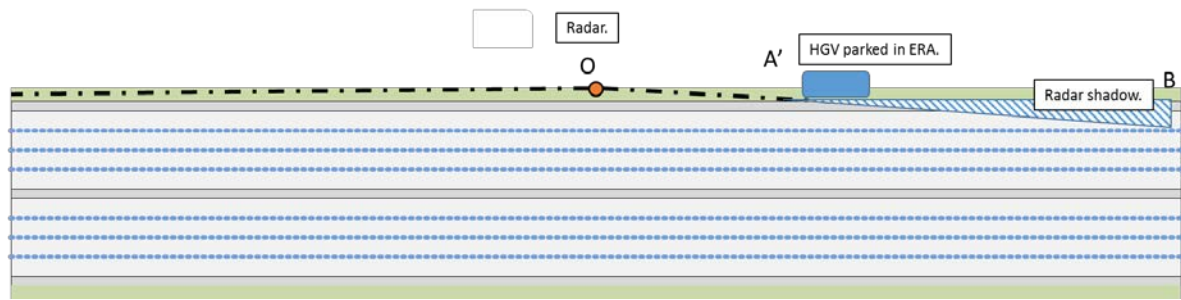 Radar.
O
A’
HGV parked in ERA.
Radar shadow.
B